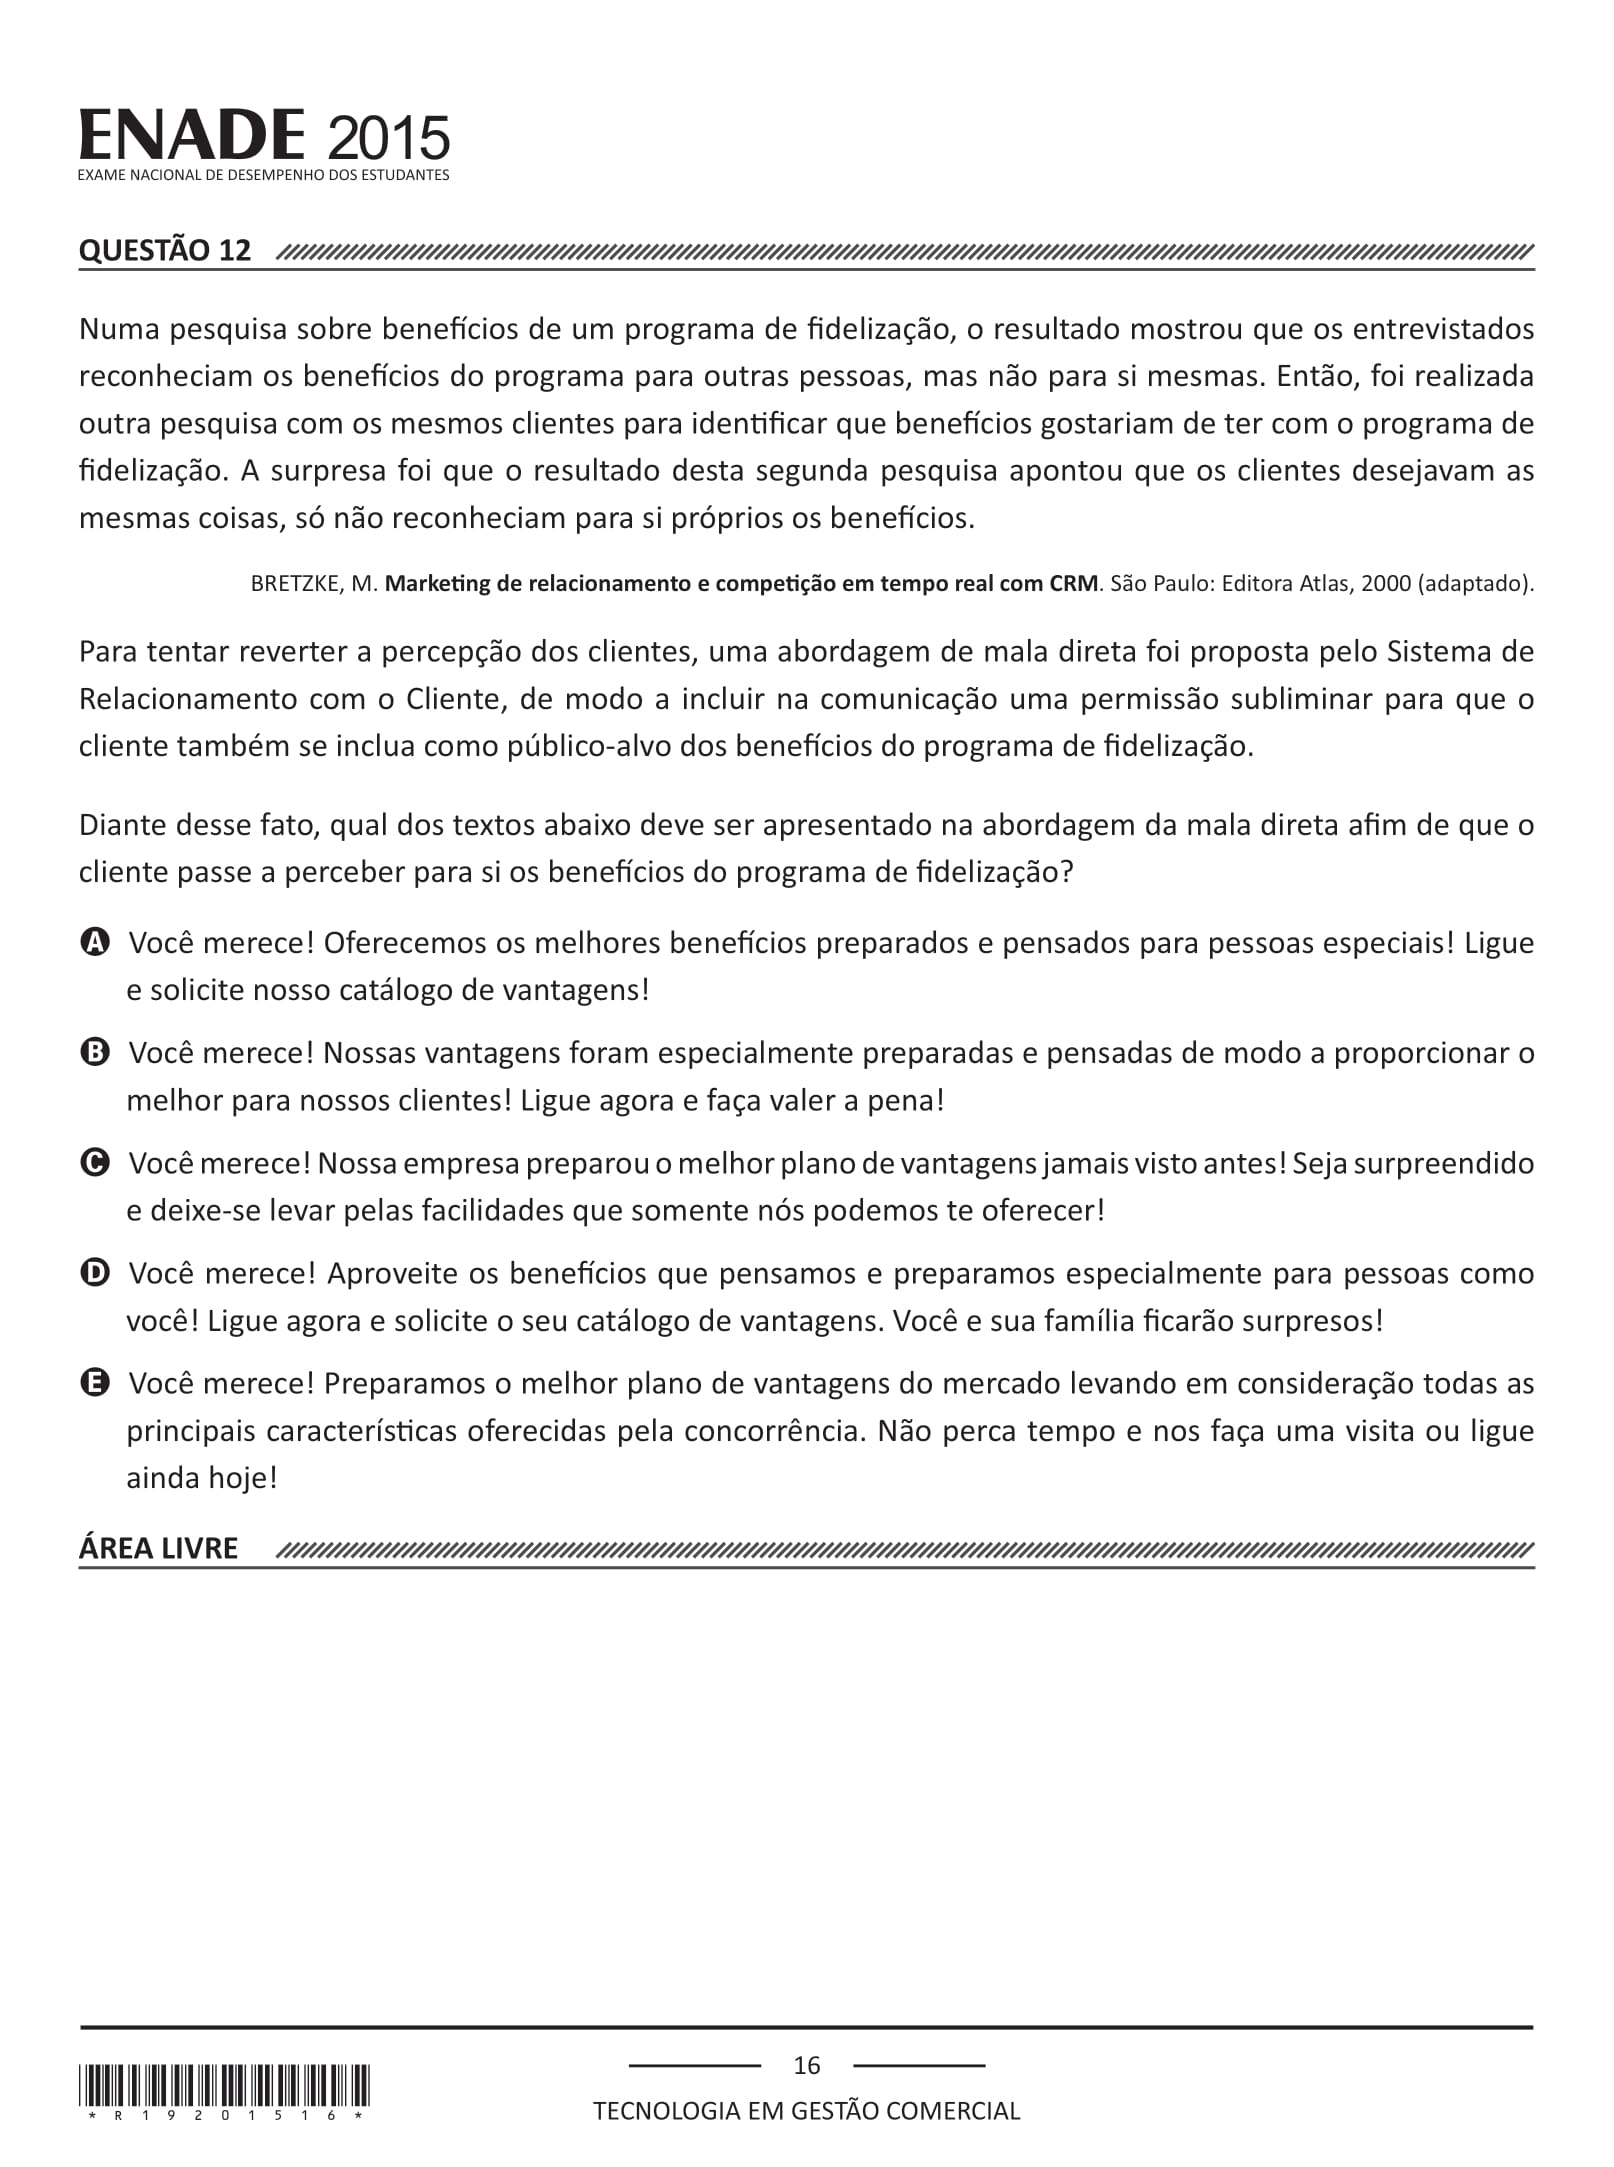 ENADE 2015
EXAME NACIONAL DE DESEMPENHO DOS ESTUDANTES
QUESTÃO 12
Numa pesquisa sobre benefícios de um programa de fidelização, o resultado mostrou que os entrevistados
reconheciam os benefícios do programa para outras pessoas, mas não para si mesmas. Então, foi realizada
outra pesquisa com os mesmos clientes para identificar que benefícios gostariam de ter com o programa de
fidelização. A surpresa foi que o resultado desta segunda pesquisa apontou que os clientes desejavam as
mesmas coisas, só não reconheciam para si próprios os benefícios.
BRETZKE, M. Marketing de relacionamento e competição em tempo real com CRM. São Paulo: Editora Atlas, 2000 (adaptado).
Para tentar reverter a percepção dos clientes, uma abordagem de mala direta foi proposta pelo Sistema de
Relacionamento com o Cliente, de modo a incluir na comunicação uma permissão subliminar para que o
cliente também se inclua como público-alvo dos benefícios do programa de fidelização.
Diante desse fato, qual dos textos abaixo deve ser apresentado na abordagem da mala direta afim de que o
cliente passe a perceber para si os benefícios do programa de fidelização?
A Você merece! Oferecemos os melhores benefícios preparados e pensados para pessoas especiais! Ligue
e solicite nosso catálogo de vantagens!
B Você merece! Nossas vantagens foram especialmente preparadas e pensadas de modo a proporcionar o
melhor para nossos clientes! Ligue agora e faça valer a pena!
C Você merece! Nossa empresa preparou o melhor plano de vantagens jamais visto antes! Seja surpreendido
e deixe-se levar pelas facilidades que somente nós podemos te oferecer!
D Você merece! Aproveite os benefícios que pensamos e preparamos especialmente para pessoas como
você! Ligue agora e solicite o seu catálogo de vantagens. Você e sua família ficarão surpresos!
E Você merece! Preparamos o melhor plano de vantagens do mercado levando em consideração todas as
principais características oferecidas pela concorrência. Não perca tempo e nos faça uma visita ou ligue
ainda hoje!
ÁREA LIVRE
16
TECNOLOGIA EM GESTÃO COMERCIAL
* R 1 9 2 0 1 5 1 6 *